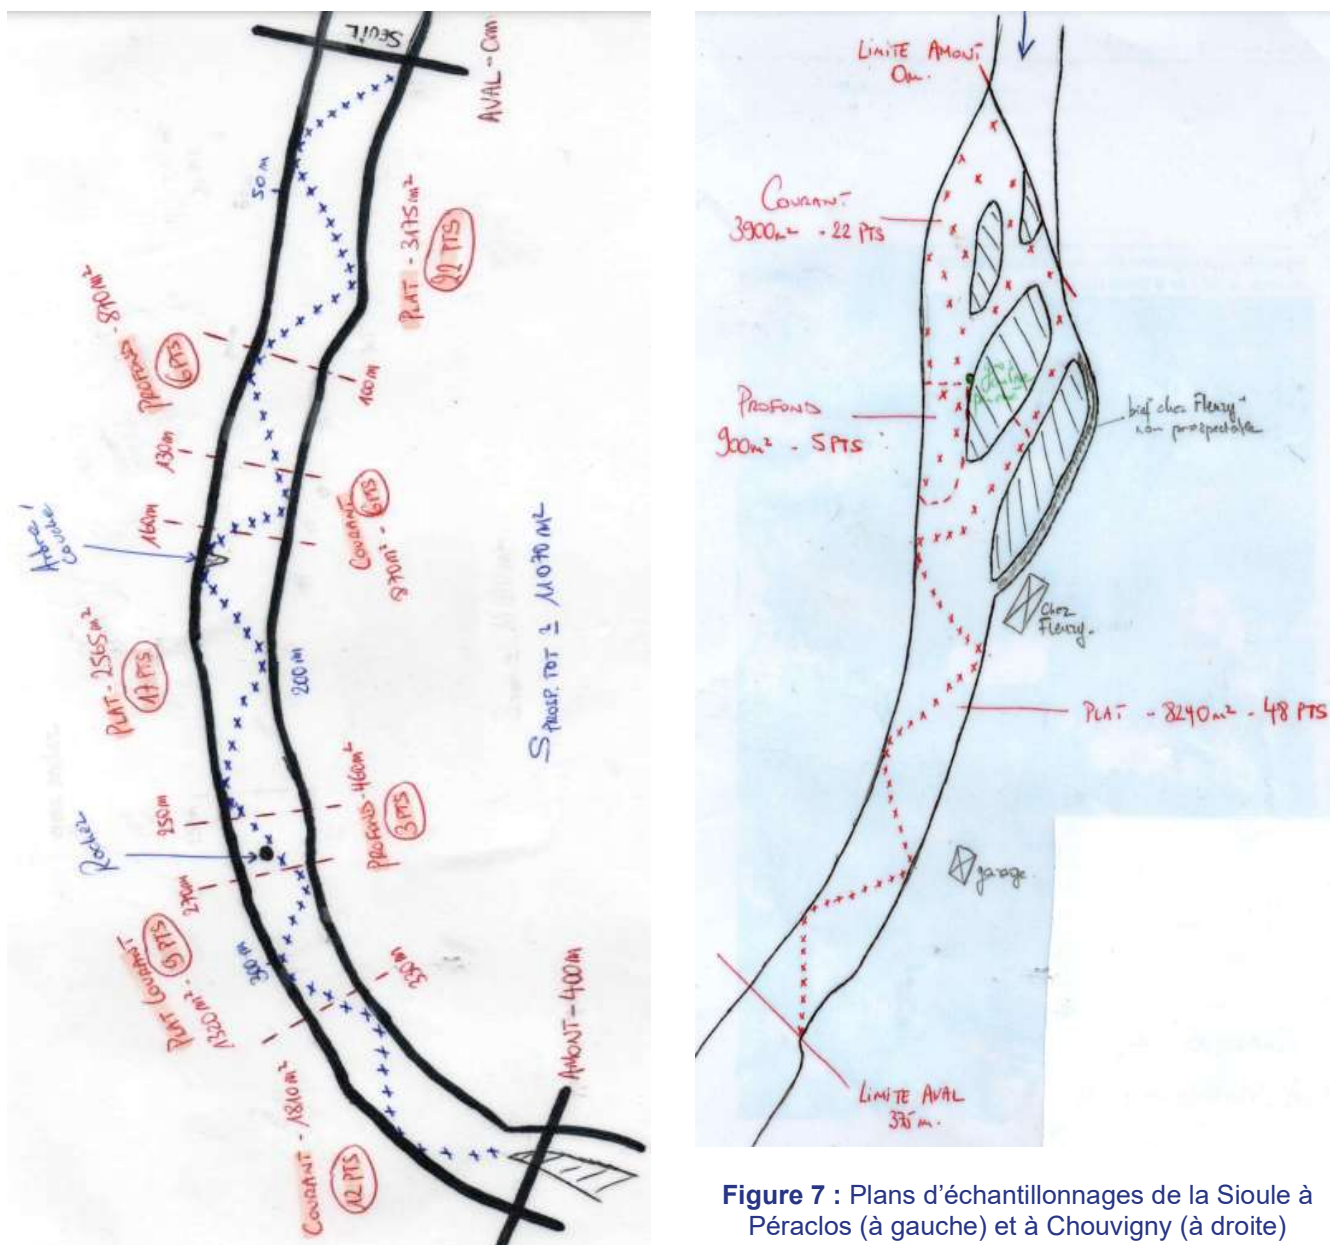 SEUIL
AVAL - 0m
50m
PLAT - 3175m²
22 PTS
PROFOND - 870m²
6 PTS
100m
130m
COURANT
870m² - 6 PTS
160m
Arbre
Couché
PLAT - 2565m²
17 PTS
200m
S PROSP. TOT = 11070 m²
250m
PROFOND - 460m²
3 PTS
Rocher
270m
PLAT COURANT
1320m² - 9 PTS
300m
330m
AMONT - 400m
COURANT - 1810m²
12 PTS
LIMITE AMONT
0m.
COURANT
3900m² - 22 PTS
PROFOND
900m² - 5 PTS
bief chez Fleury
non prospectable
Chez
Fleury.
PLAT - 8240m² - 48 PTS
garage.
LIMITE AVAL
375 m.
Figure 7 : Plans d’échantillonnages de la Sioule à
Péraclos (à gauche) et à Chouvigny (à droite)